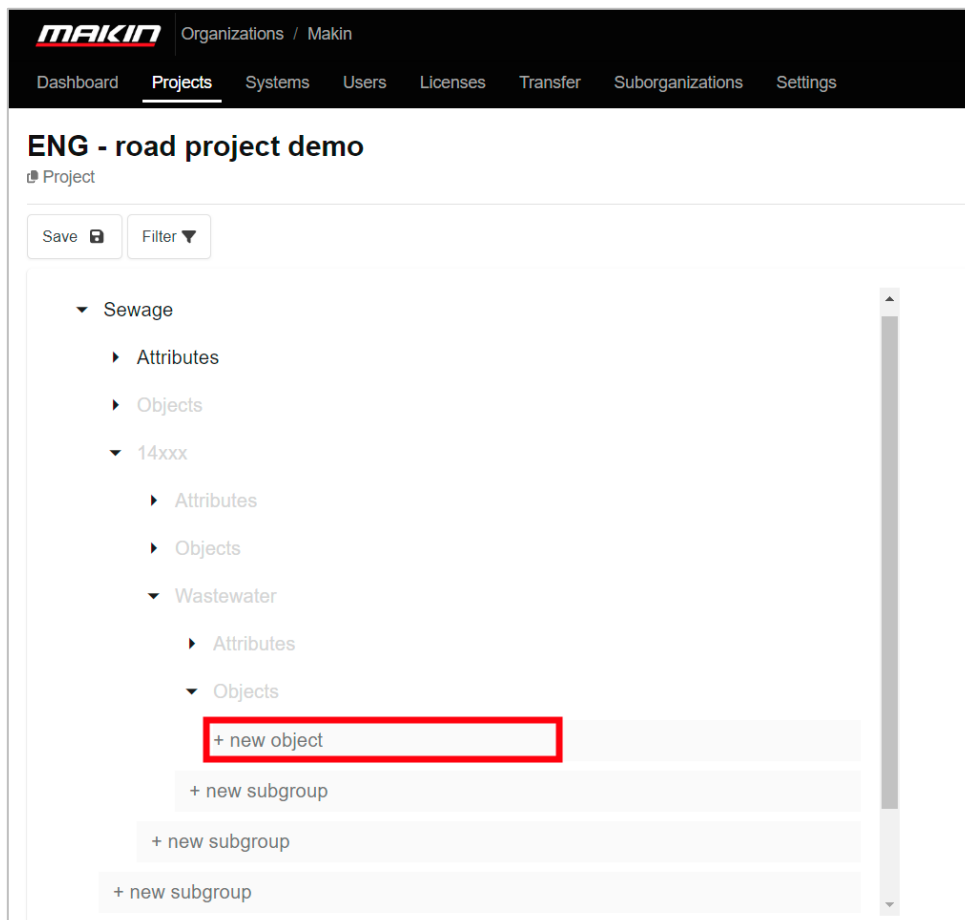 MAKIN Organizations / Makin
Dashboard Projects Systems Users Licenses Transfer Suborganizations Settings
ENG - road project demo
Project
Save Filter
Sewage
Attributes
Objects
14xxx
Attributes
Objects
Wastewater
Attributes
Objects
+ new object
+ new subgroup
+ new subgroup
+ new subgroup